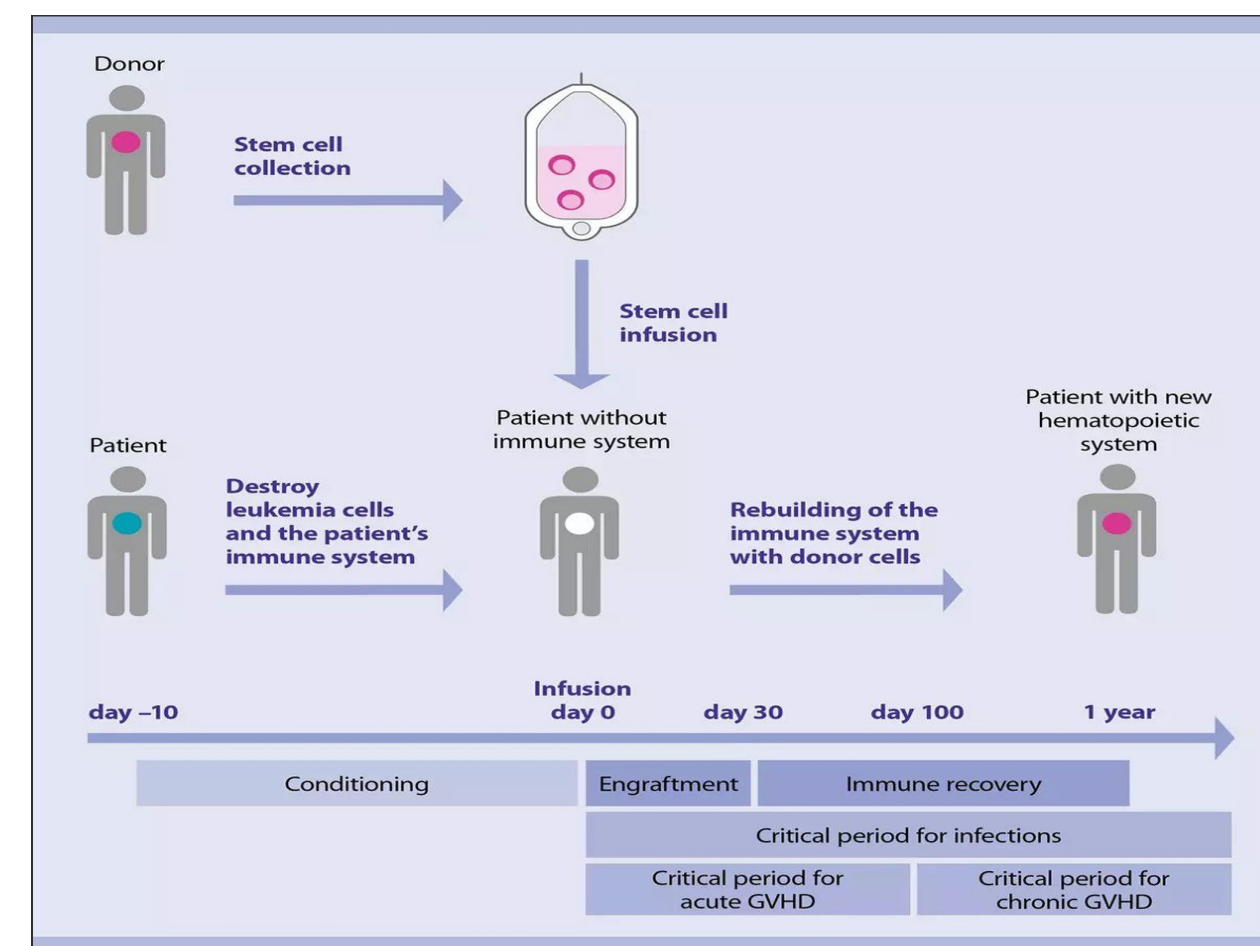 Donor
Stem cell
collection
Stem cell
infusion
Patient
Destroy
leukemia cells
and the patient's
immune system
Patient without
immune system
Rebuilding of the
immune system
with donor cells
Patient with new
hematopoietic
system
day –10
Infusion
day 0
day 30
day 100
1 year
Conditioning
Engraftment
Immune recovery
Critical period for infections
Critical period for
acute GVHD
Critical period for
chronic GVHD